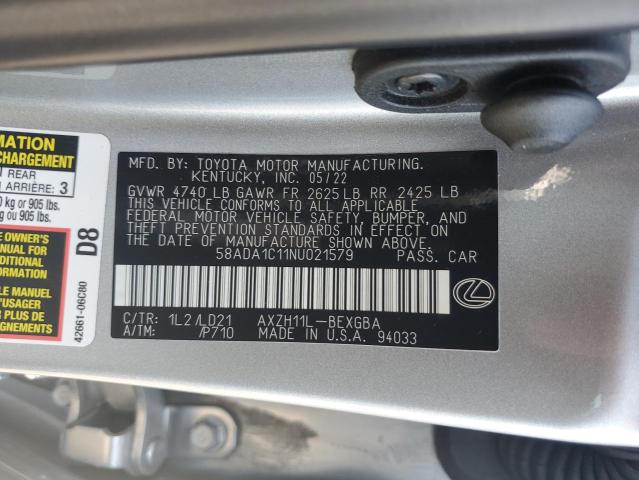 MATION
CHARGEMENT
REAR
ARRIÈRE: 3
kg or 905 lbs.
ou 905 lbs.
OWNER'S
NUAL FOR
DITIONAL
RMATION
LE MANUEL
USAGER
PLUS DE
D8
42661-06C80
MFD. BY: TOYOTA MOTOR MANUFACTURING.
KENTUCKY, INC. 05/22
GVWR 4740 LB GAWR FR 2625 LB RR 2425 LB
THIS VEHICLE CONFORMS TO ALL APPLICABLE
FEDERAL MOTOR VEHICLE SAFETY, BUMPER, AND
THEFT PREVENTION STANDARDS IN EFFECT ON
THE DATE OF MANUFACTURE SHOWN ABOVE.
58ADA1C11NU021579 PASS. CAR
C/TR: 1L2/LD21 AXZH11L-BEXGBA
A/TM: /P710 MADE IN U.S.A. 94033